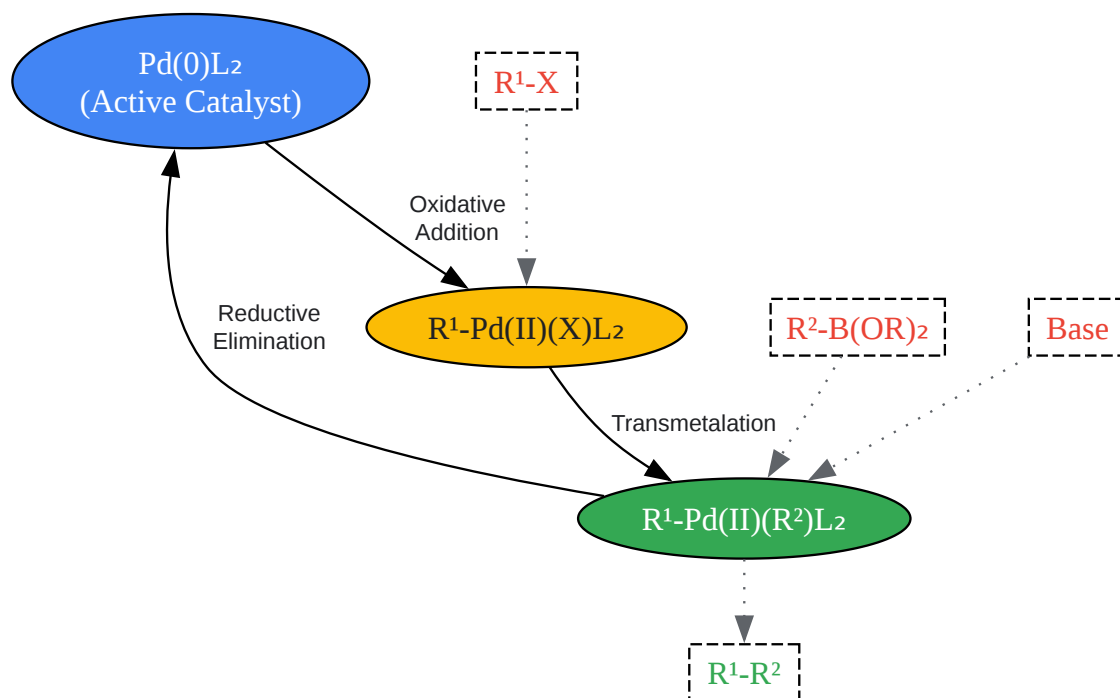 Pd(0)L₂
(Active Catalyst)
R¹-X
Oxidative
Addition
Reductive
Elimination
R¹-Pd(II)(X)L₂
R²-B(OR)₂
Base
Transmetalation
R¹-Pd(II)(R²)L₂
R¹-R²